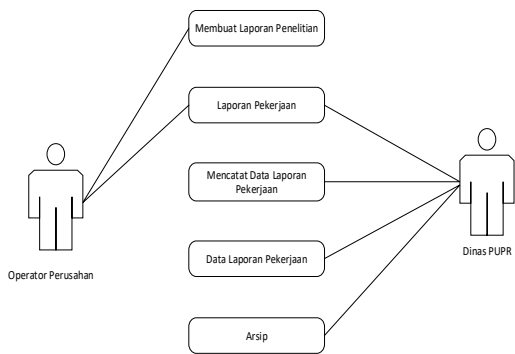 Membuat Laporan Penelitian
Laporan Pekerjaan
Mencatat Data Laporan
Pekerjaan
Data Laporan Pekerjaan
Arsip
Operator Perusahan
Dinas PUPR